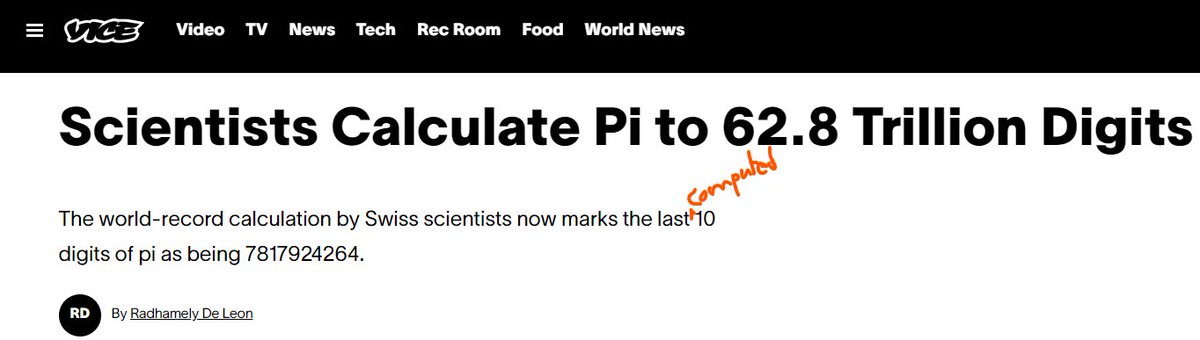 VICE Video TV News Tech Rec Room Food World News
Scientists Calculate Pi to 62.8 Trillion Digits
computed
The world-record calculation by Swiss scientists now marks the last 10
digits of pi as being 7817924264.
RD By Radhamely De Leon